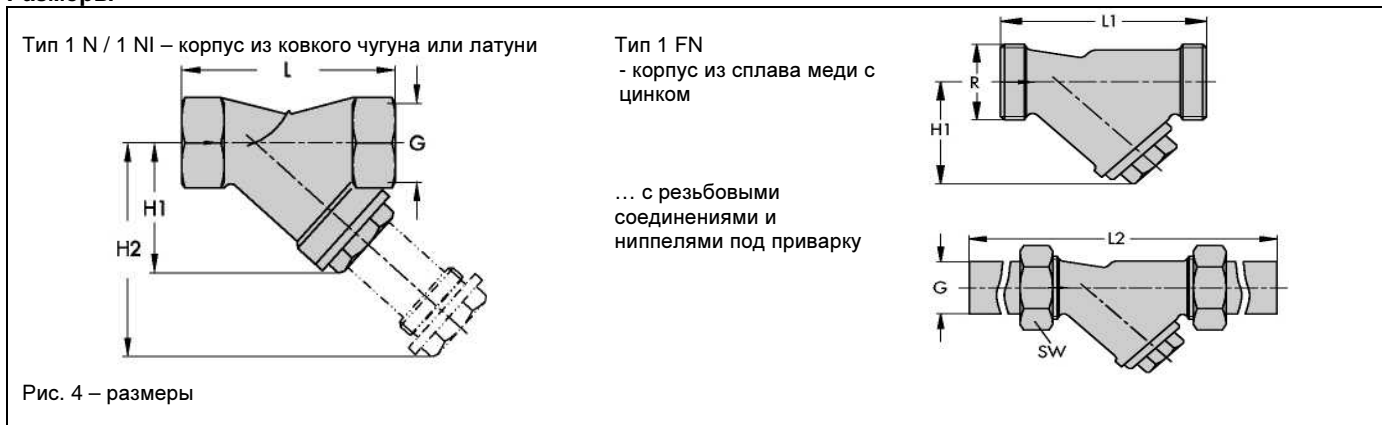 Размеры
Тип 1 N / 1 NI – корпус из ковкого чугуна или латуни
L
G
H1
H2
Тип 1 FN
- корпус из сплава меди с
цинком
… с резьбовыми
соединениями и
ниппелями под приварку
L1
R
H1
L2
G
SW
Рис. 4 – размеры